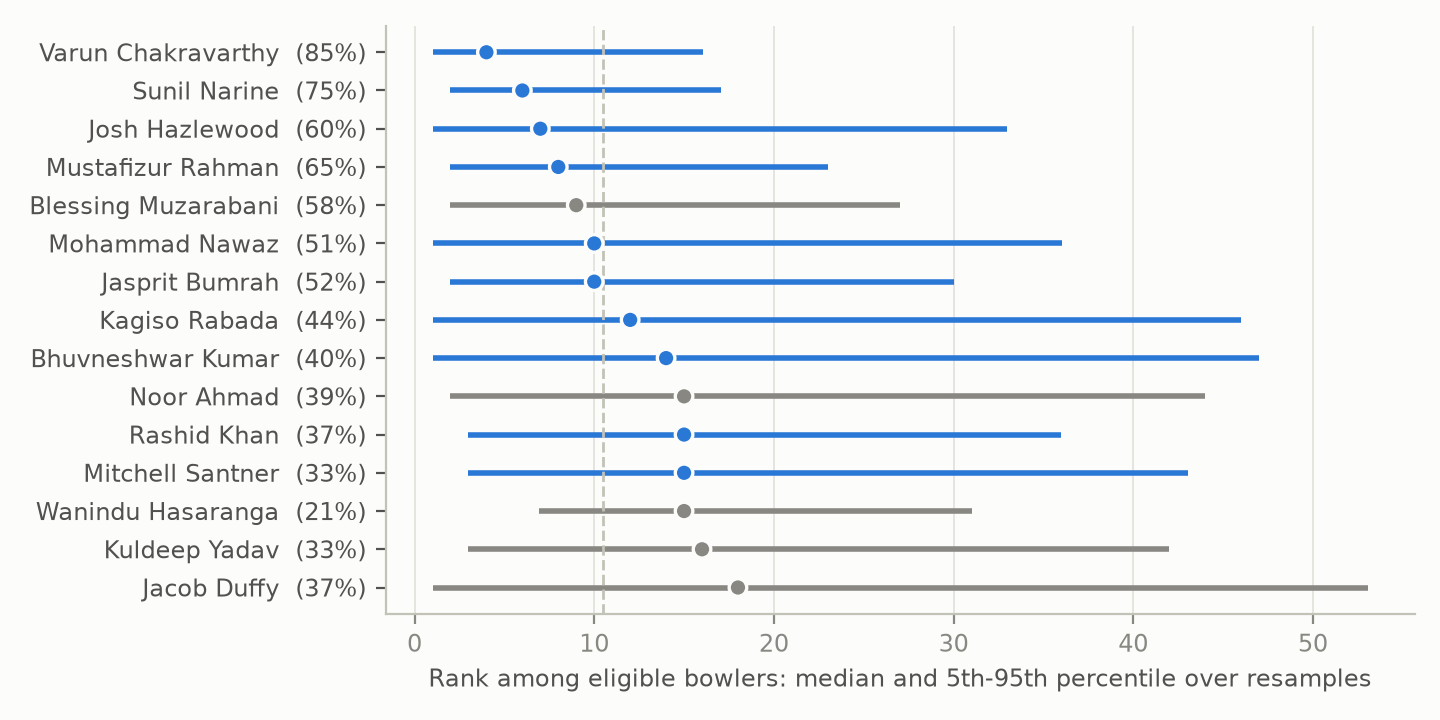 Varun Chakravarthy (85%)
Sunil Narine (75%)
Josh Hazlewood (60%)
Mustafizur Rahman (65%)
Blessing Muzarabani (58%)
Mohammad Nawaz (51%)
Jasprit Bumrah (52%)
Kagiso Rabada (44%)
Bhuvneshwar Kumar (40%)
Noor Ahmad (39%)
Rashid Khan (37%)
Mitchell Santner (33%)
Wanindu Hasaranga (21%)
Kuldeep Yadav (33%)
Jacob Duffy (37%)
0 10 20 30 40 50
Rank among eligible bowlers: median and 5th-95th percentile over resamples